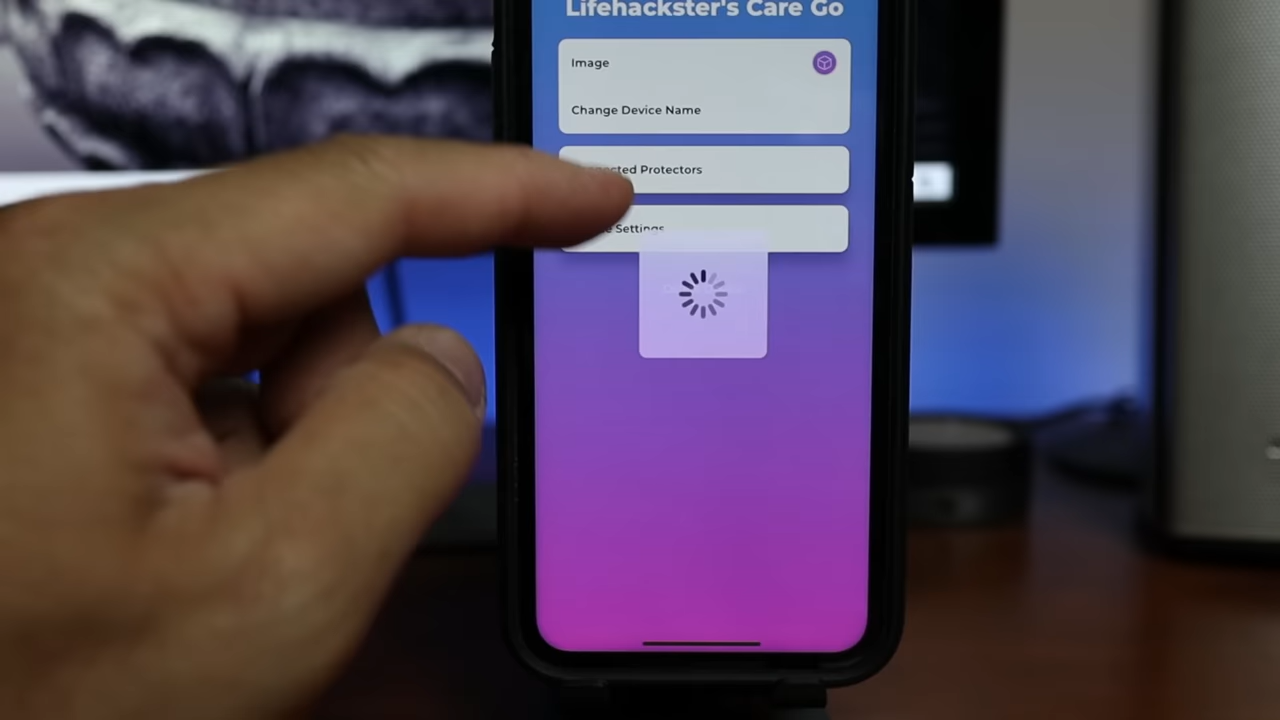 Lifehackster's Care Go
Image
Change Device Name
Protectors
Settings